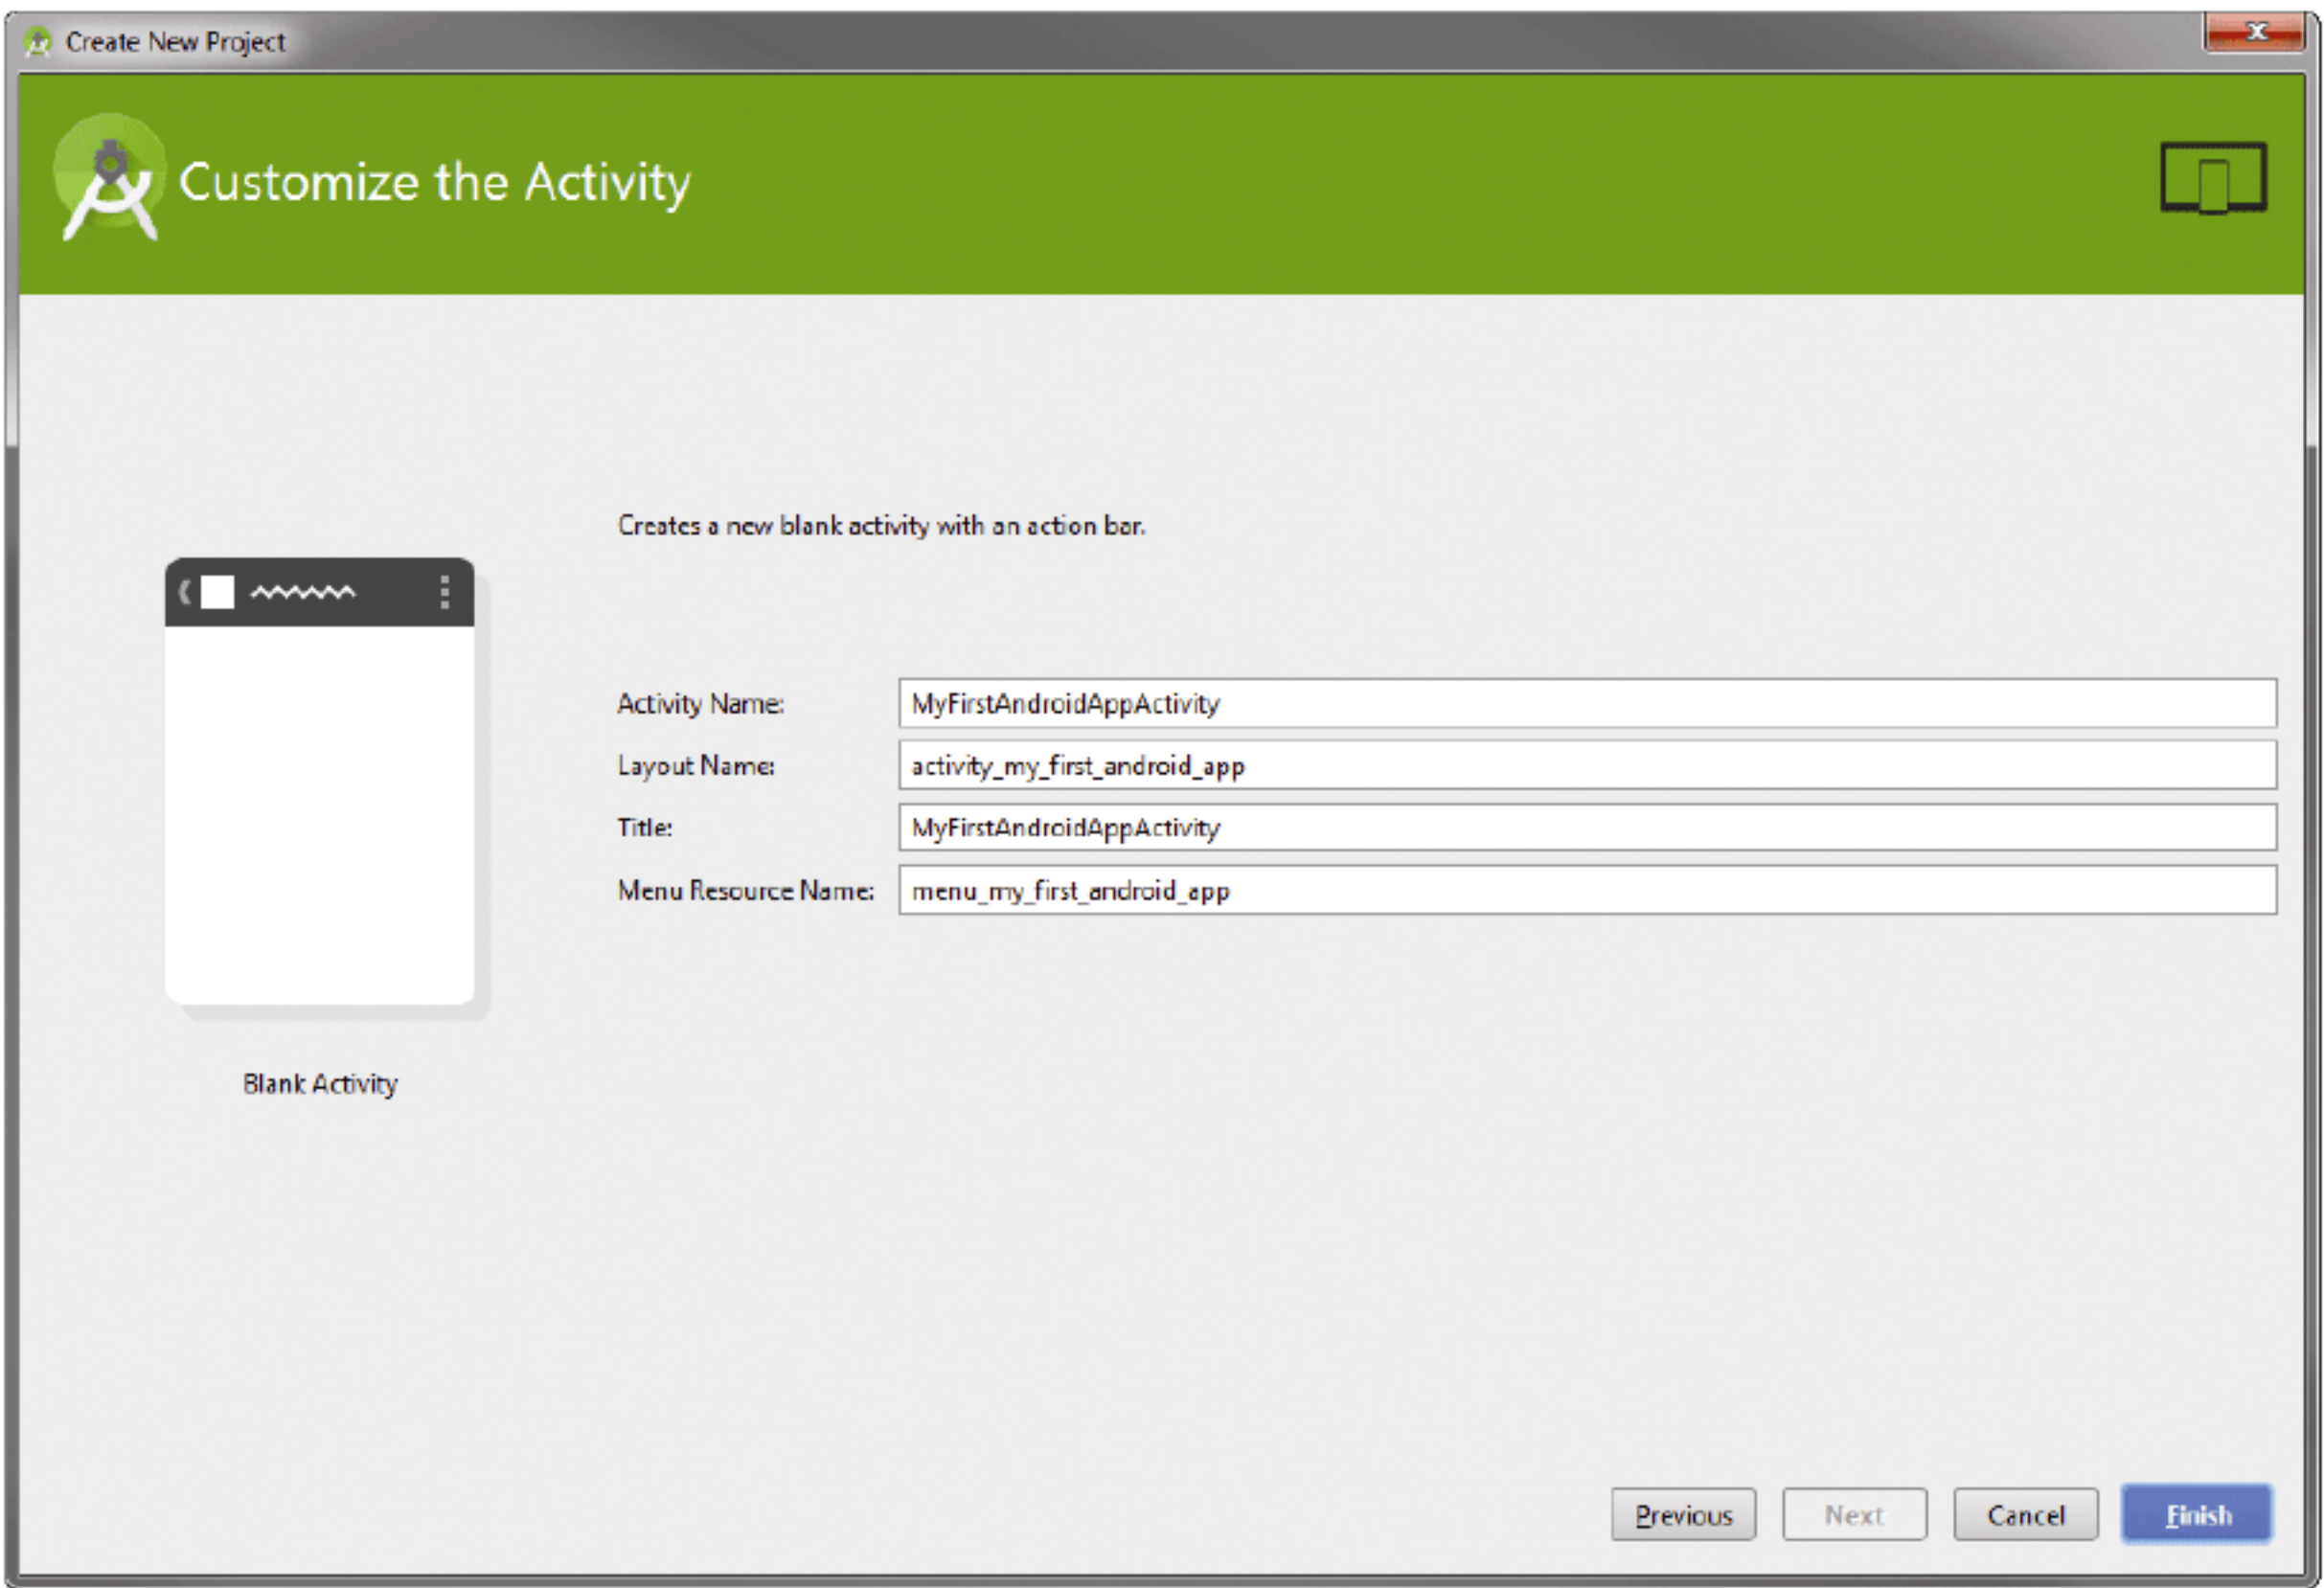 Create New Project
Customize the Activity
Creates a new blank activity with an action bar.
Activity Name: MyFirstAndroidAppActivity
Layout Name: activity_my_first_android_app
Title: MyFirstAndroidAppActivity
Menu Resource Name: menu_my_first_android_app
Blank Activity
Previous Next Cancel Finish